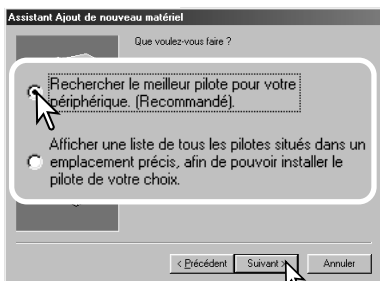 Assistant Ajout de nouveau matériel
Que voulez-vous faire ?
Rechercher le meilleur pilote pour votre
périphérique. (Recommandé).
Afficher une liste de tous les pilotes situés dans un
emplacement précis, afin de pouvoir installer le
pilote de votre choix.
< Précédent Suivant > Annuler